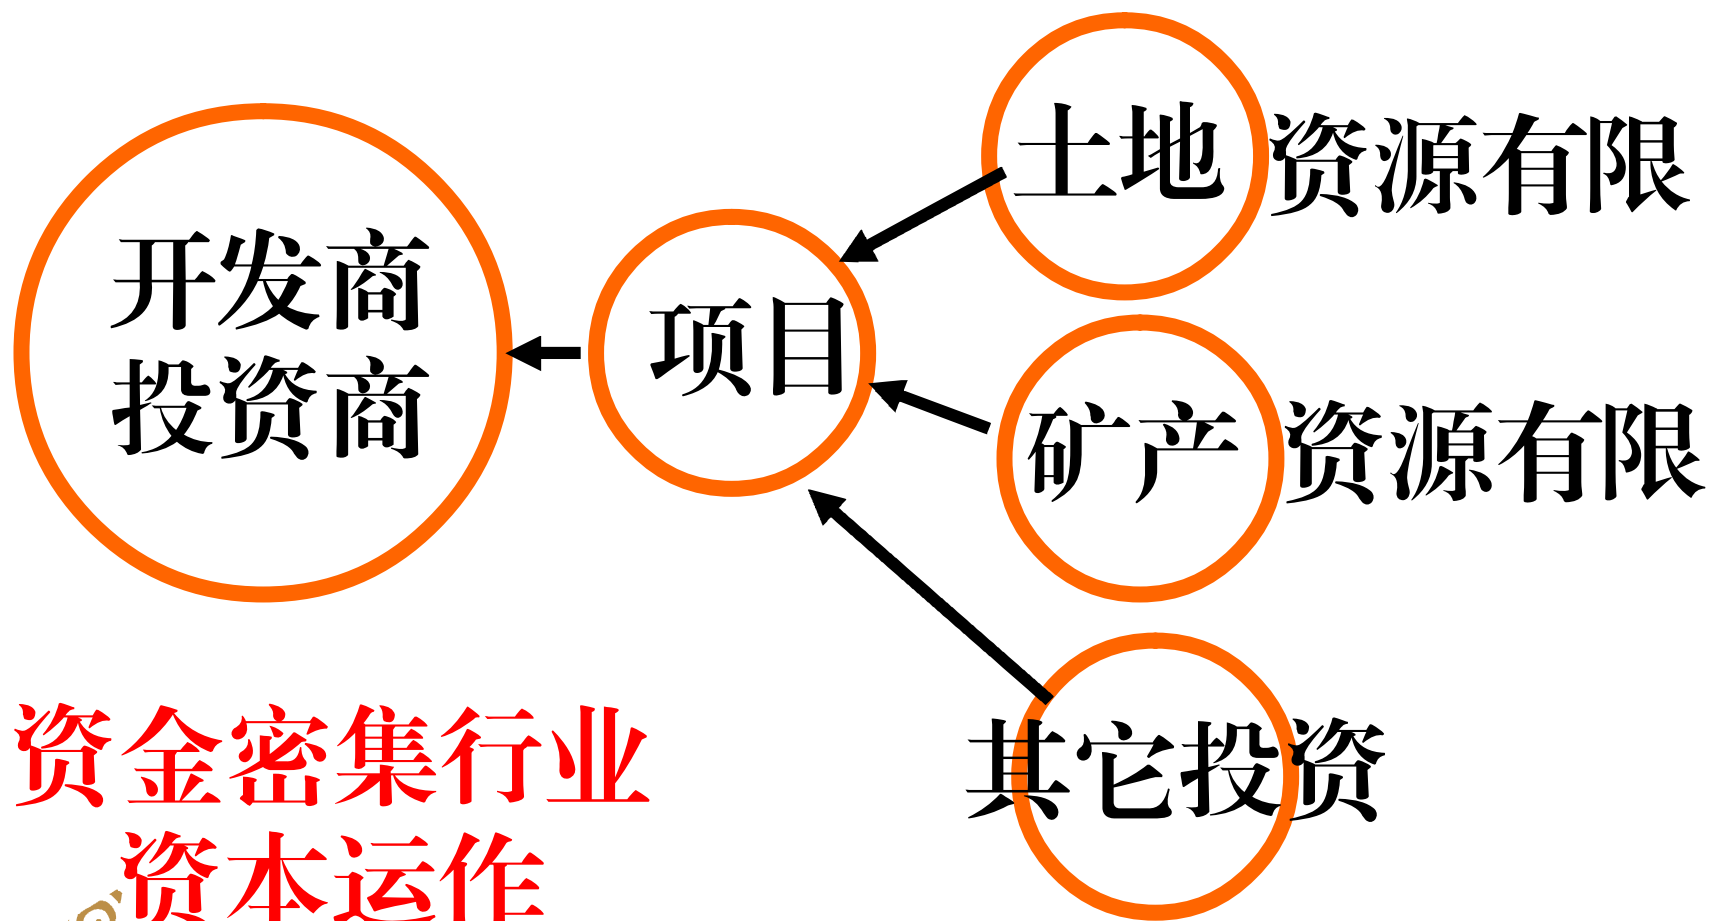 土地 资源有限
开发商
投资商
项目
矿产 资源有限
其它投资
资金密集行业
资本运作